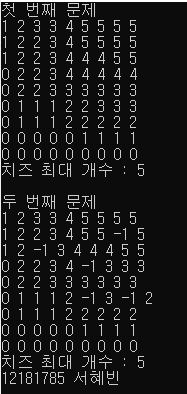 첫 번째 문제
1 2 3 3 4 5 5 5 5
1 2 2 3 4 5 5 5 5
1 2 2 3 4 4 4 5 5
0 2 2 3 4 4 4 4 4
0 2 2 3 3 3 3 3 3
0 1 1 1 2 2 3 3 3
0 1 1 1 2 2 2 2 2
0 0 0 0 0 1 1 1 1
0 0 0 0 0 0 0 0 0
치즈 최대 개수 : 5
두 번째 문제
1 2 3 3 4 5 5 5 5
1 2 2 3 4 5 5 -1 5
1 2 -1 3 4 4 4 5 5
0 2 2 3 4 -1 3 3 3
0 2 2 3 3 3 3 3 3
0 1 1 1 2 -1 3 -1 2
0 1 1 1 2 2 2 2 2
0 0 0 0 0 1 1 1 1
0 0 0 0 0 0 0 0 0
치즈 최대 개수 : 5
12181785 서혜빈